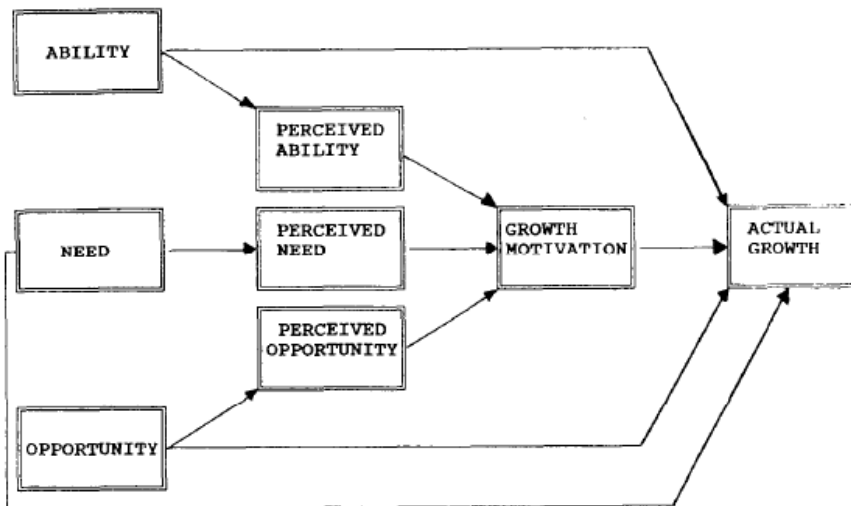 ABILITY
PERCEIVED
ABILITY
NEED
PERCEIVED
NEED
GROWTH
MOTIVATION
ACTUAL
GROWTH
PERCEIVED
OPPORTUNITY
OPPORTUNITY